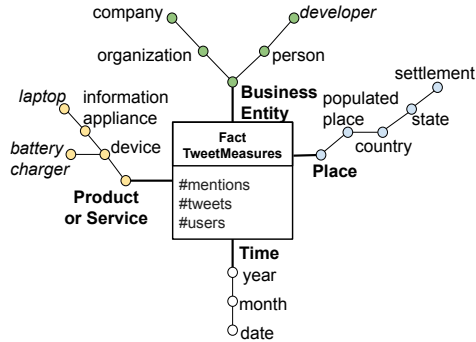 company
developer
organization
person
Business
Entity
settlement
laptop
information
appliance
populated
place
state
battery
charger
device
country
Fact
TweetMeasures
Place
#mentions
#tweets
#users
Product
or Service
Time
year
month
date